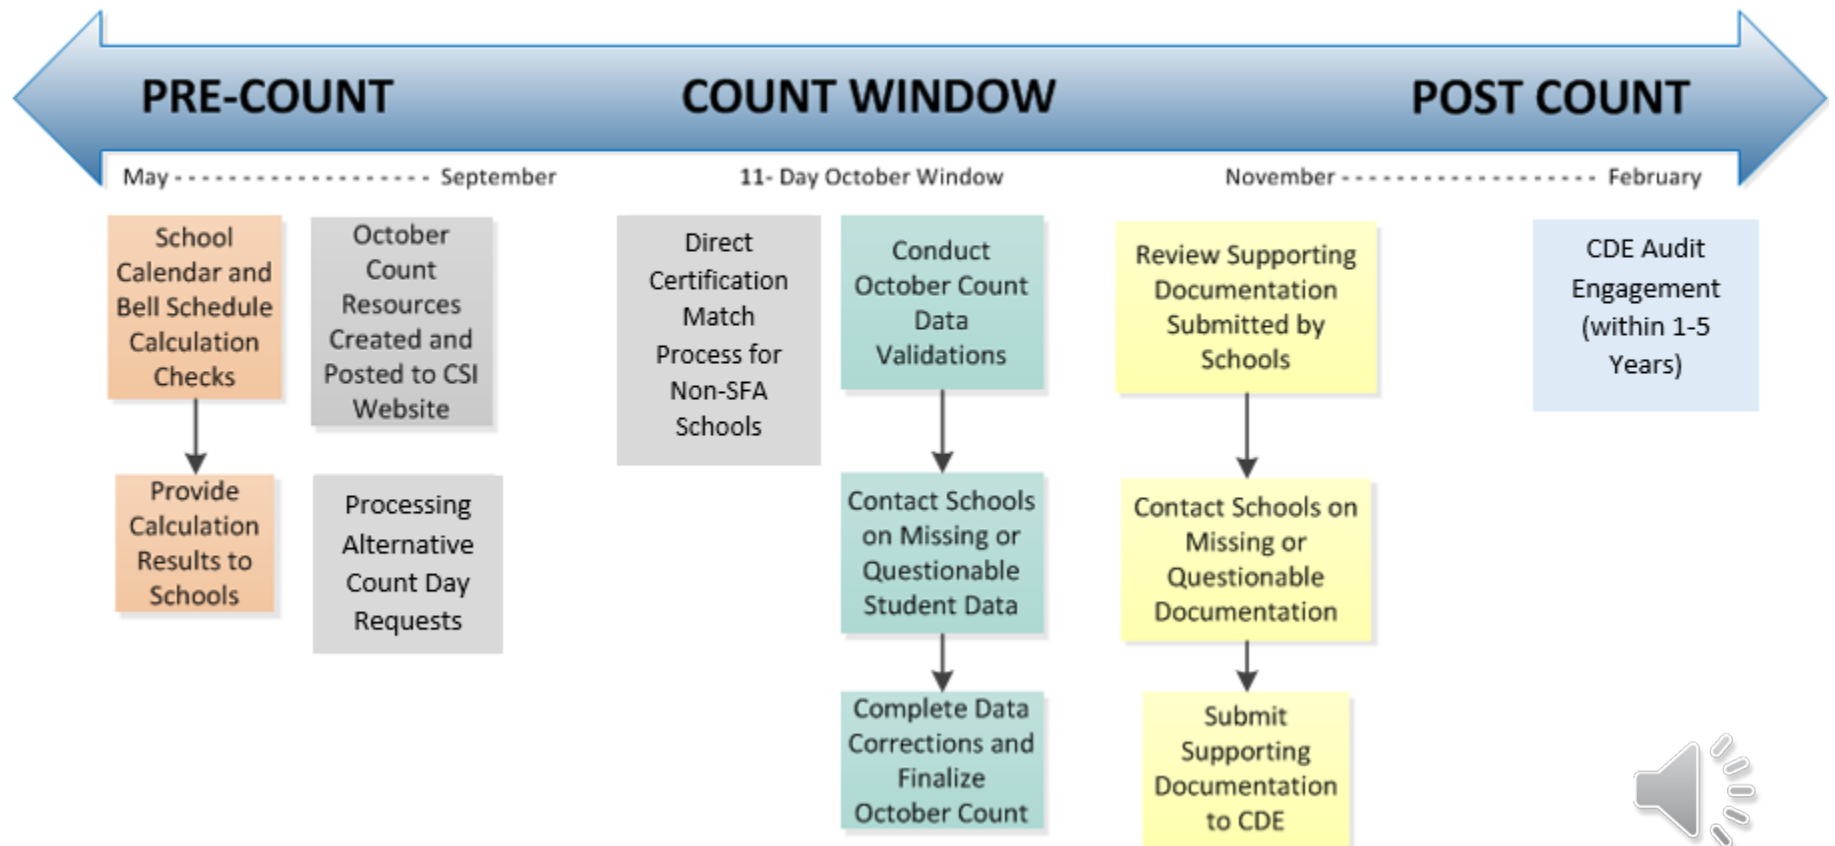 PRE-COUNT
COUNT WINDOW
POST COUNT
May - - - - - - - - - - - - - - - - - - - - September
11- Day October Window
November - - - - - - - - - - - - - - - - - - - - February
School
Calendar and
Bell Schedule
Calculation
Checks
Provide
Calculation
Results to
Schools
October
Count
Resources
Created and
Posted to CSI
Website
Processing
Alternative
Count Day
Requests
Direct
Certification
Match
Process for
Non-SFA
Schools
Conduct
October Count
Data
Validations
Contact Schools
on Missing or
Questionable
Student Data
Complete Data
Corrections and
Finalize
October Count
Review Supporting
Documentation
Submitted by
Schools
Contact Schools on
Missing or
Questionable
Documentation
Submit
Supporting
Documentation
to CDE
CDE Audit
Engagement
(within 1-5
Years)